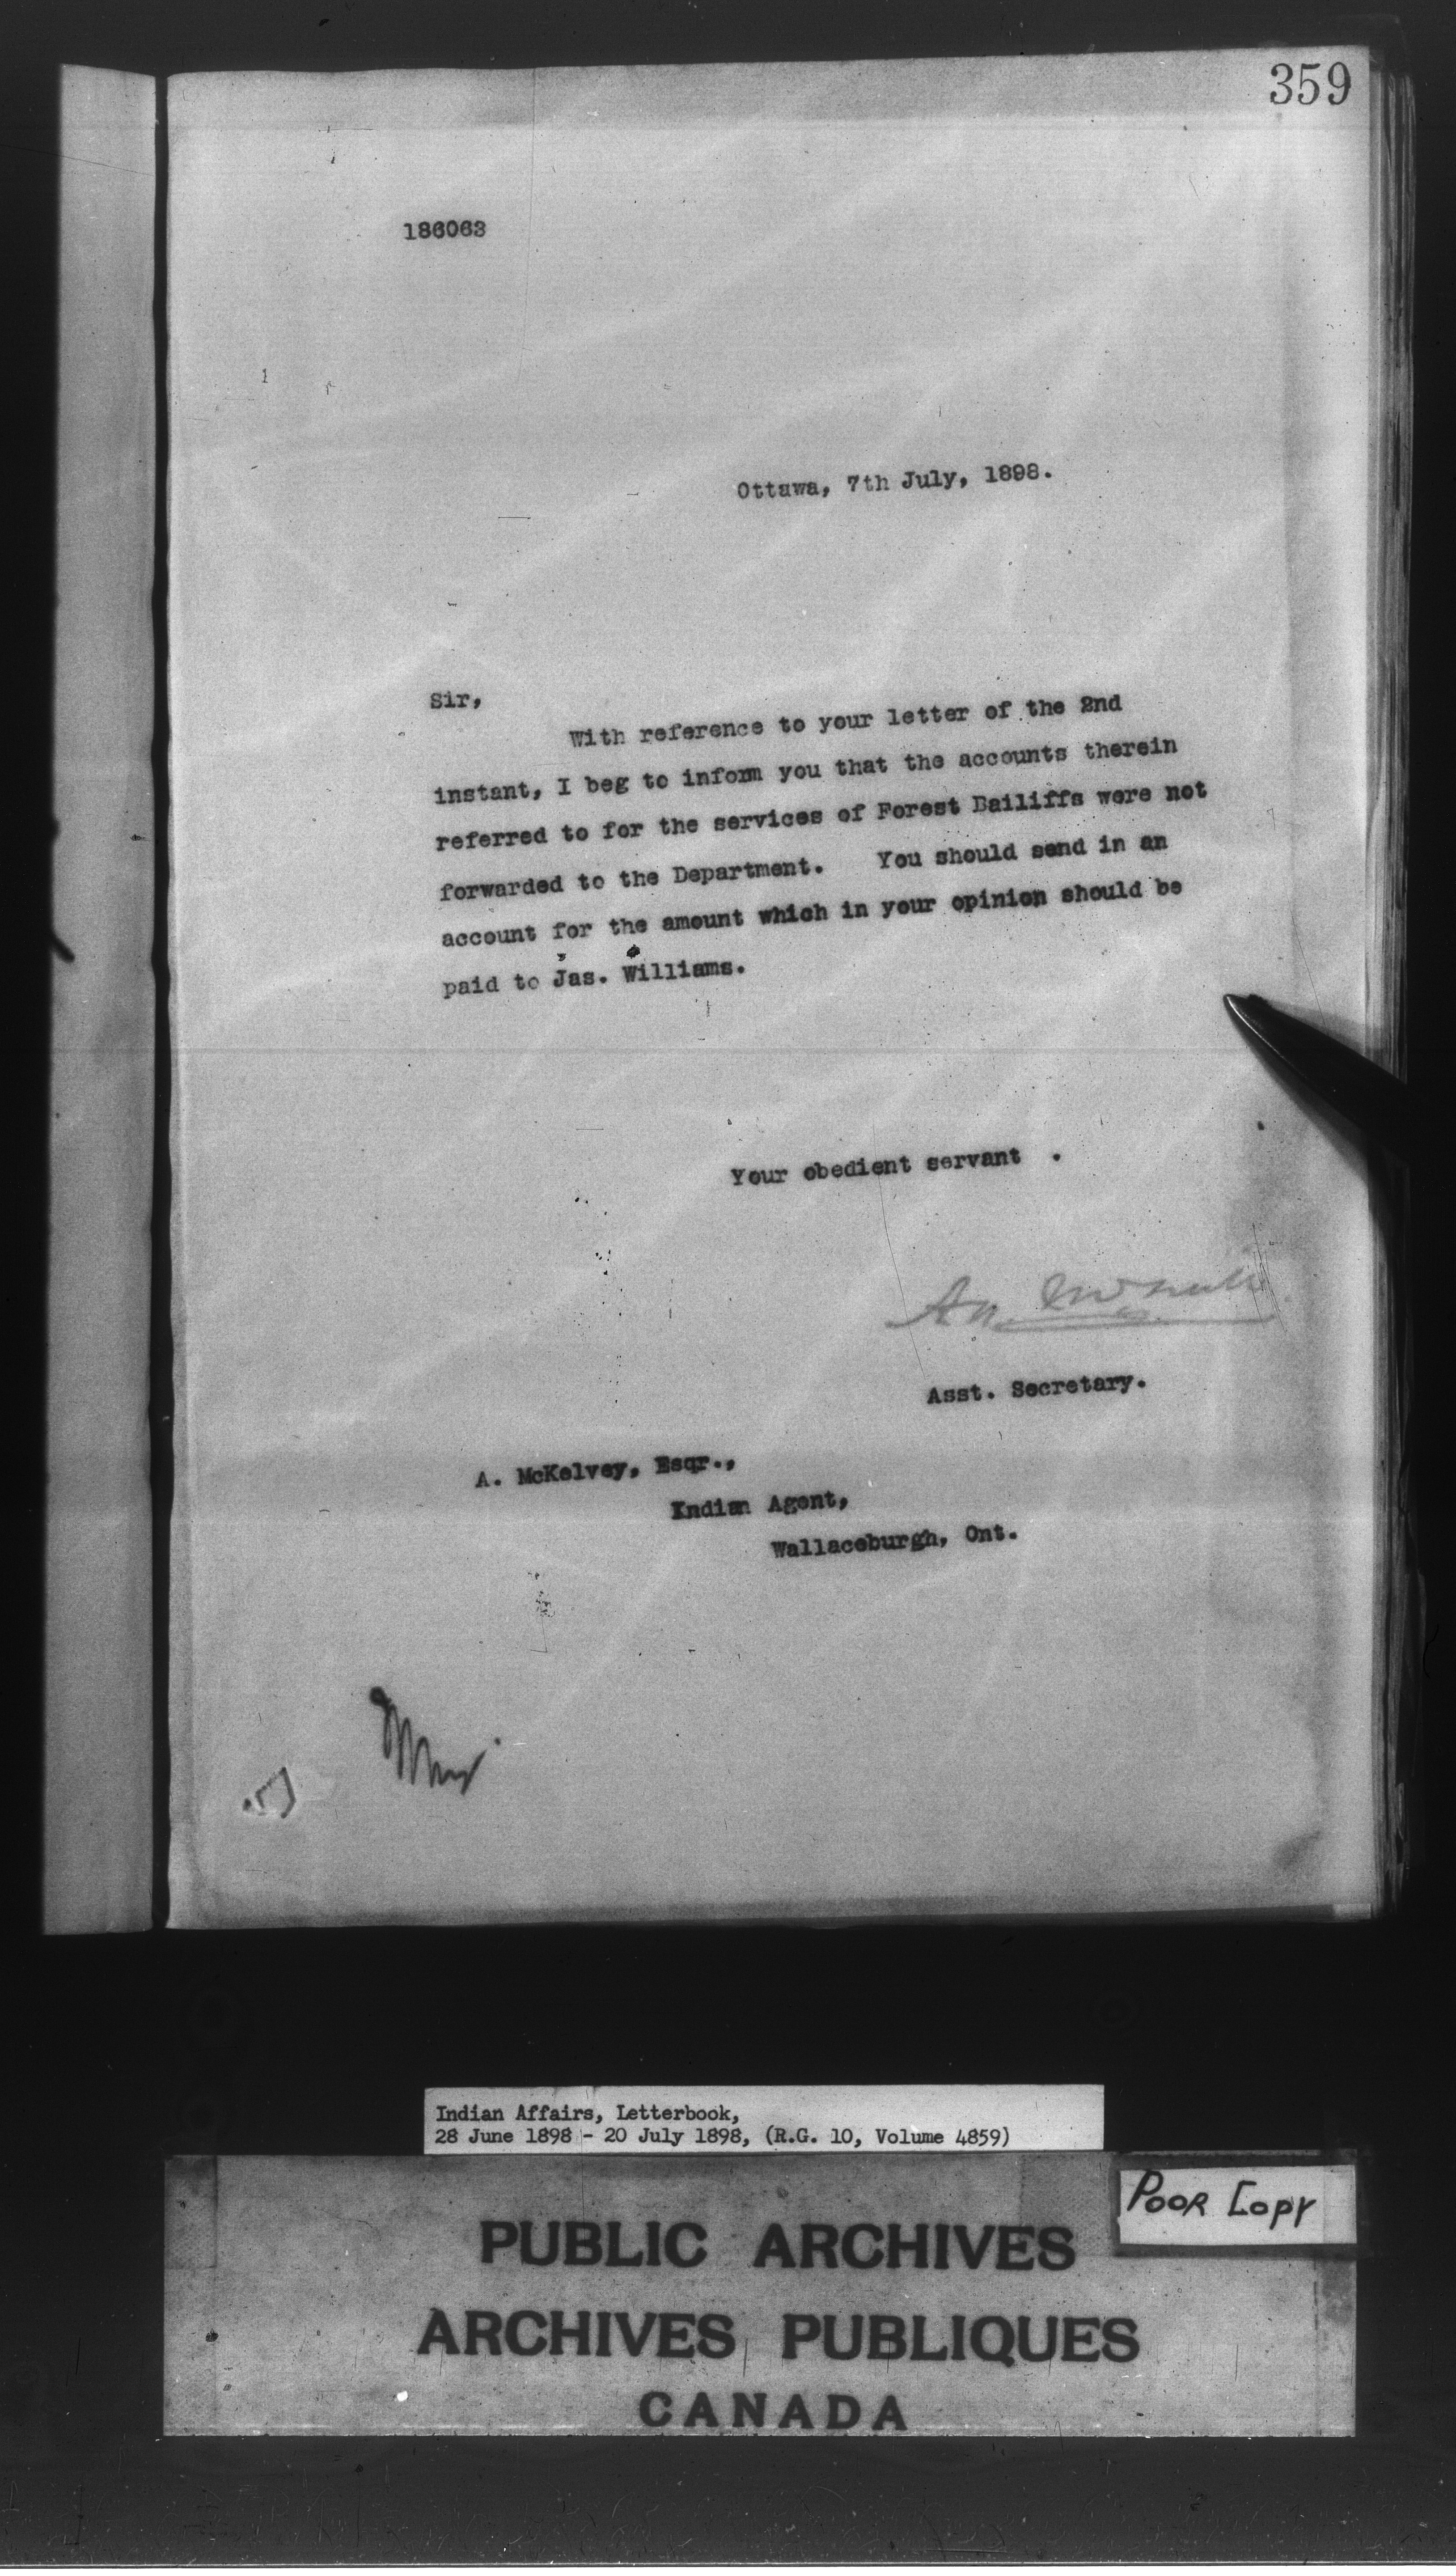 359
186063
Ottawa, 7th July, 1898.
Sir,
With reference to your letter of the 2nd
instant, I beg to inform you that the accounts therein
referred to for the services of Forest Bailiffs were not
forwarded to the Department. You should send in an
account for the amount which in your opinion should be
paid to Jas. Williams.
Your obedient servant .
Asst. Secretary.
A. McKelvey, Esqr.,
Indian Agent,
Wallaceburgh, Ont.
Indian Affairs, Letterbook,
28 June 1898 - 20 July 1898, (R.G. 10, Volume 4859)
POOR COPY
PUBLIC ARCHIVES
ARCHIVES PUBLIQUES
CANADA